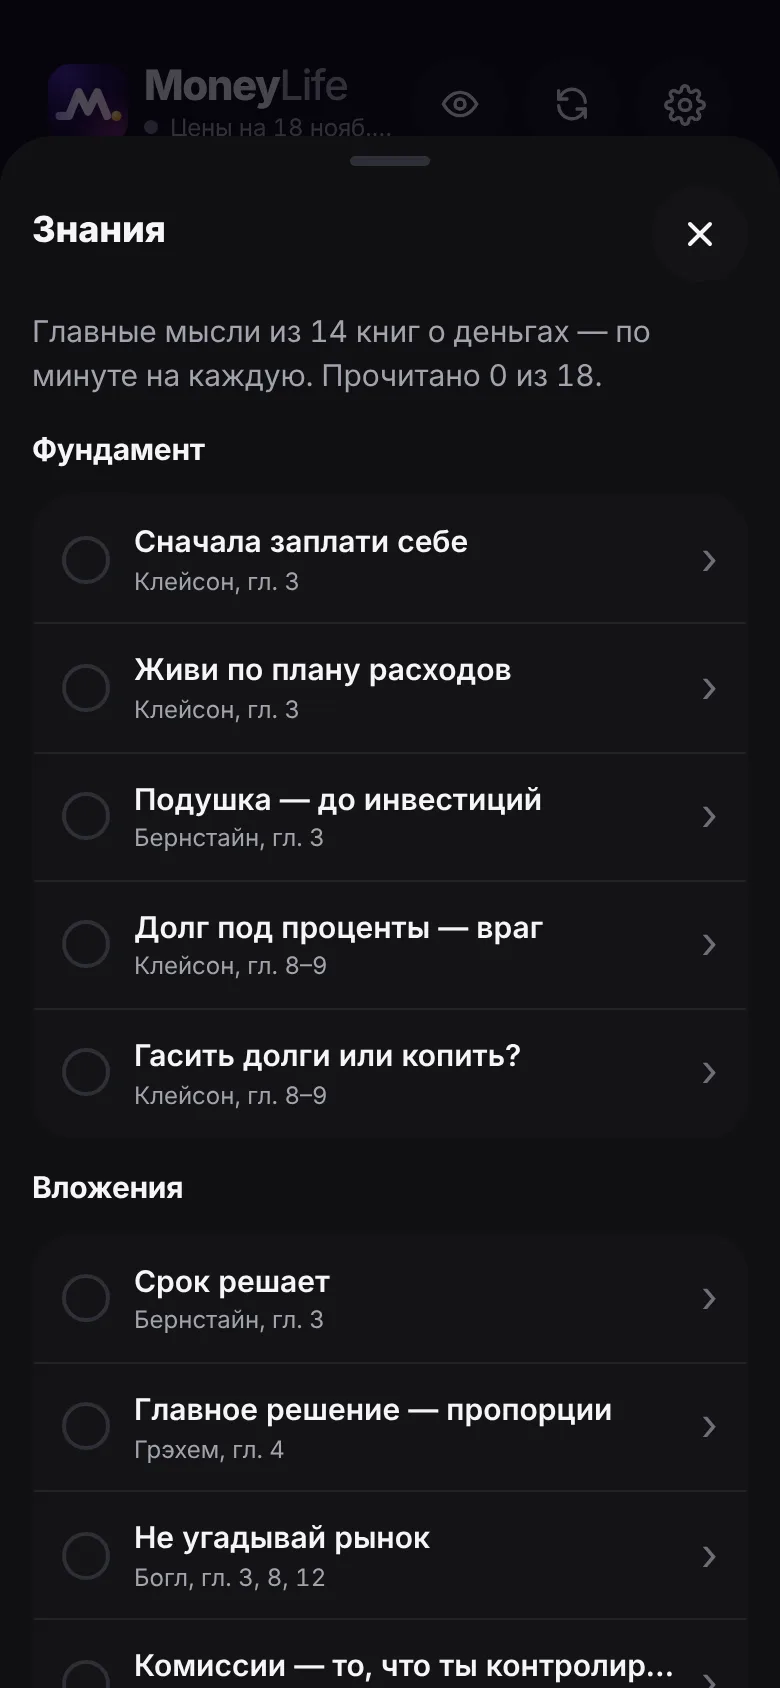 MoneyLife
Цены на 18 нояб....
Знания
Главные мысли из 14 книг о деньгах — по
минуте на каждую. Прочитано 0 из 18.
Фундамент
Сначала заплати себе
Клейсон, гл. 3
Живи по плану расходов
Клейсон, гл. 3
Подушка — до инвестиций
Бернстайн, гл. 3
Долг под проценты — враг
Клейсон, гл. 8–9
Гасить долги или копить?
Клейсон, гл. 8–9
Вложения
Срок решает
Бернстайн, гл. 3
Главное решение — пропорции
Грэхем, гл. 4
Не угадывай рынок
Богл, гл. 3, 8, 12
Комиссии — то, что ты контролир...